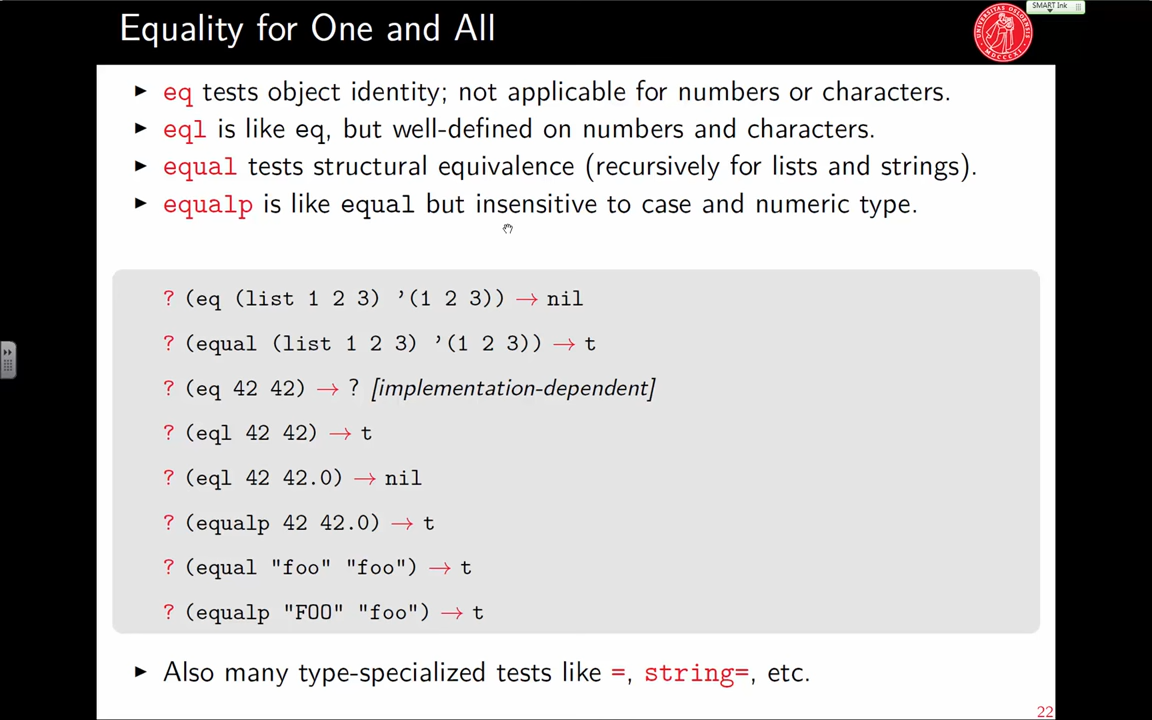 SMART Ink
Equality for One and All
UNIVERSITAS OSLOENSIS
MDCCCXI
► eq tests object identity; not applicable for numbers or characters.
► eql is like eq, but well-defined on numbers and characters.
► equal tests structural equivalence (recursively for lists and strings).
► equalp is like equal but insensitive to case and numeric type.
? (eq (list 1 2 3) ’(1 2 3)) → nil
? (equal (list 1 2 3) ’(1 2 3)) → t
? (eq 42 42) → ? [implementation-dependent]
? (eql 42 42) → t
? (eql 42 42.0) → nil
? (equalp 42 42.0) → t
? (equal "foo" "foo") → t
? (equalp "FOO" "foo") → t
► Also many type-specialized tests like =, string=, etc.
22